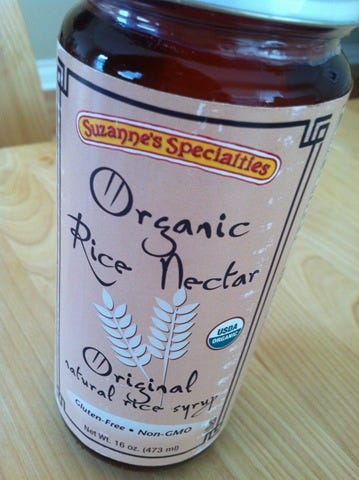 Suzanne's Specialties
Organic
Rice Nectar
USDA
ORGANIC
Original
natural rice syrup
Gluten-Free • Non-GMO
Net Wt. 16 oz. (473 ml)